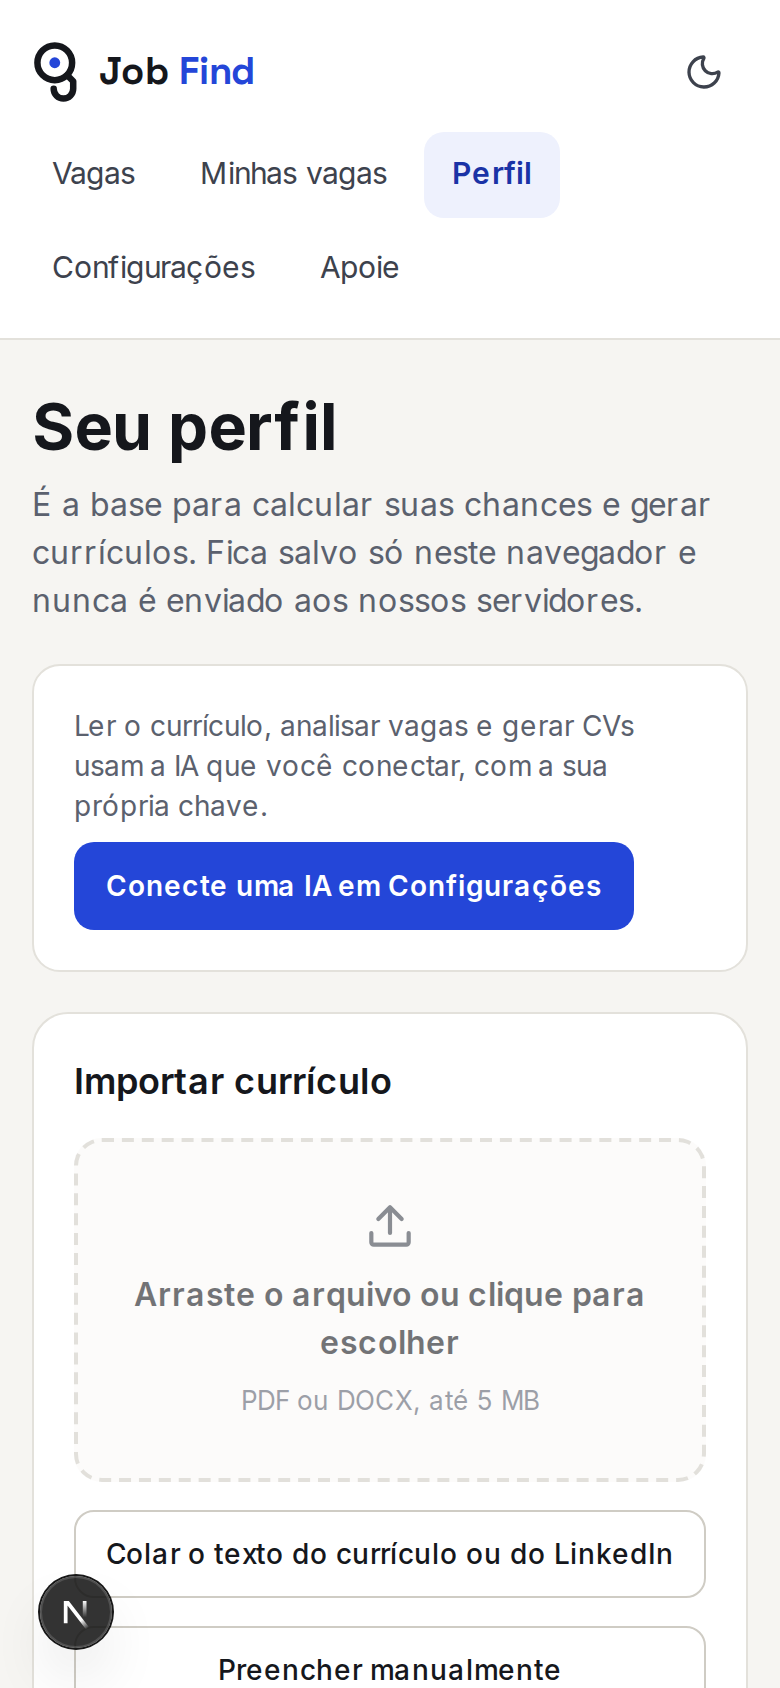 Job Find
Vagas Minhas vagas Perfil
Configurações Apoie
Seu perfil
É a base para calcular suas chances e gerar
currículos. Fica salvo só neste navegador e
nunca é enviado aos nossos servidores.
Ler o currículo, analisar vagas e gerar CVs
usam a IA que você conectar, com a sua
própria chave.
Conecte uma IA em Configurações
Importar currículo
Arraste o arquivo ou clique para
escolher
PDF ou DOCX, até 5 MB
Colar o texto do currículo ou do LinkedIn
N
Preencher manualmente